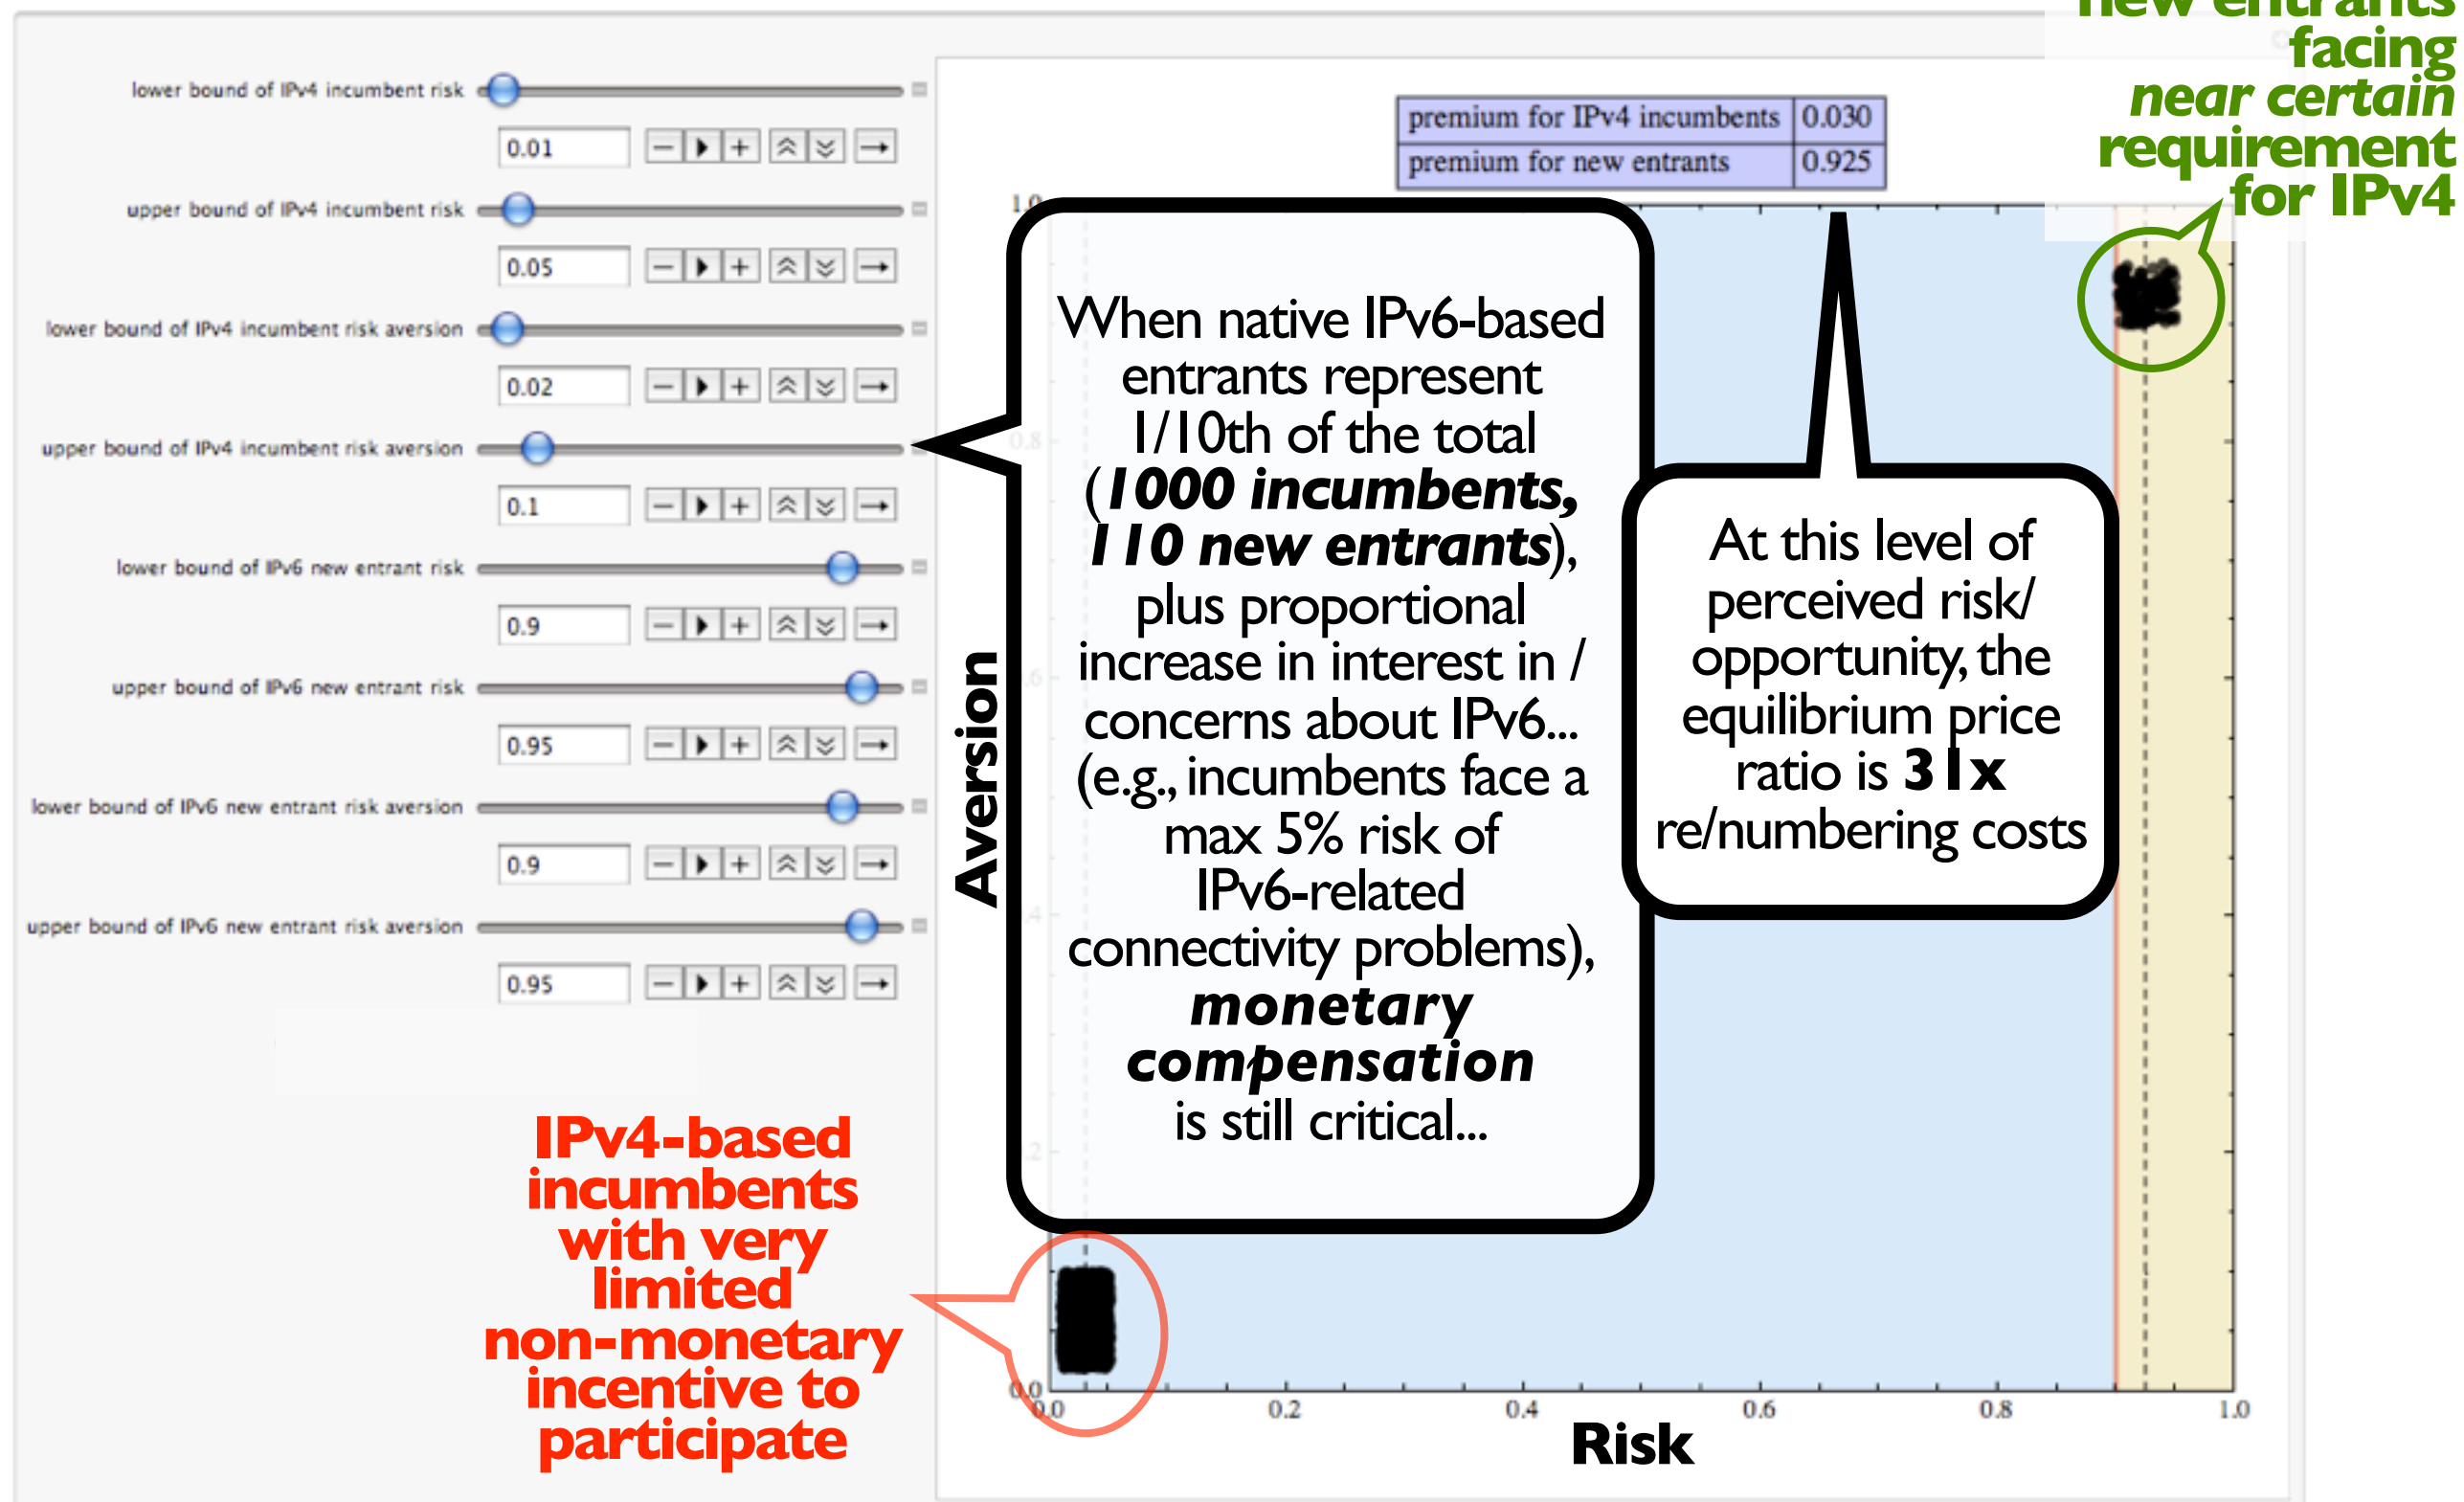 new entrants
facing
near certain
requirement
for IPv4
lower bound of IPv4 incumbent risk
0.01
upper bound of IPv4 incumbent risk
0.05
lower bound of IPv4 incumbent risk aversion
0.02
upper bound of IPv4 incumbent risk aversion
0.1
lower bound of IPv6 new entrant risk
0.9
upper bound of IPv6 new entrant risk
0.95
lower bound of IPv6 new entrant risk aversion
0.9
upper bound of IPv6 new entrant risk aversion
0.95
premium for IPv4 incumbents 0.030
premium for new entrants 0.925
When native IPv6-based
entrants represent
1/10th of the total
(1000 incumbents,
110 new entrants),
plus proportional
increase in interest in /
concerns about IPv6...
(e.g., incumbents face a
max 5% risk of
IPv6-related
connectivity problems),
monetary
compensation
is still critical...
At this level of
perceived risk/
opportunity, the
equilibrium price
ratio is 31x
re/numbering costs
IPv4-based
incumbents
with very
limited
non-monetary
incentive to
participate
Aversion
1.0
0.8
.6
.4
.2
0.0
0.0 0.2 0.4 0.6 0.8 1.0
Risk